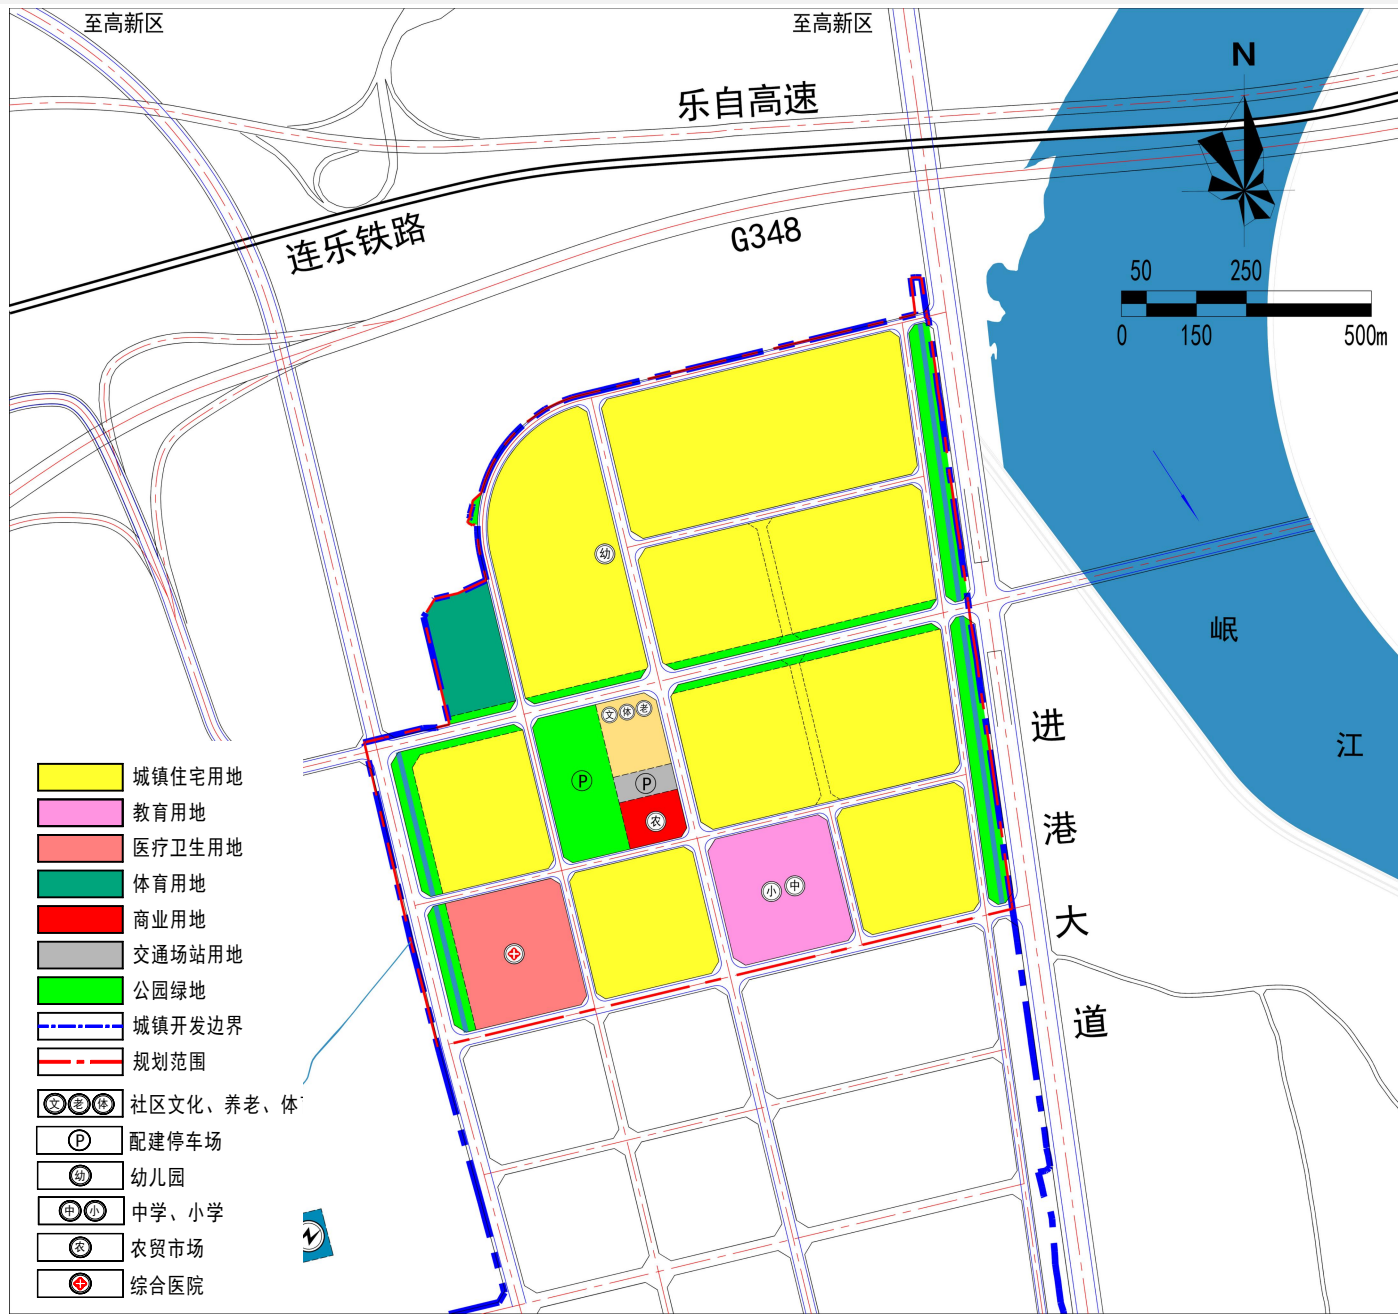 至高新区
至高新区
N
乐自高速
连乐铁路
G348
50 250
0 150 500m
幼
岷
江
文 体 老
P
P
农
小 中
进
港
大
道
城镇住宅用地
教育用地
医疗卫生用地
体育用地
商业用地
交通场站用地
公园绿地
城镇开发边界
规划范围
文 老 体 社区文化、养老、体
P 配建停车场
幼 幼儿园
中 小 中学、小学
农 农贸市场
综合医院